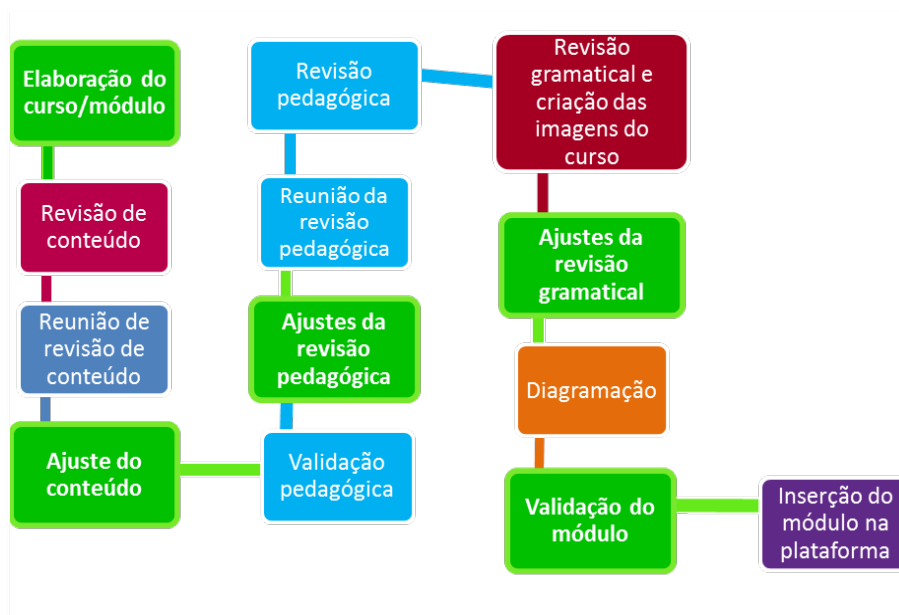 Elaboração do
curso/módulo
Revisão de
conteúdo
Reunião de
revisão de
conteúdo
Ajuste do
conteúdo
Revisão
pedagógica
Reunião da
revisão
pedagógica
Ajustes da
revisão
pedagógica
Validação
pedagógica
Revisão
gramatical e
criação das
imagens do
curso
Ajustes da
revisão
gramatical
Diagramação
Validação do
módulo
Inserção do
módulo na
plataforma